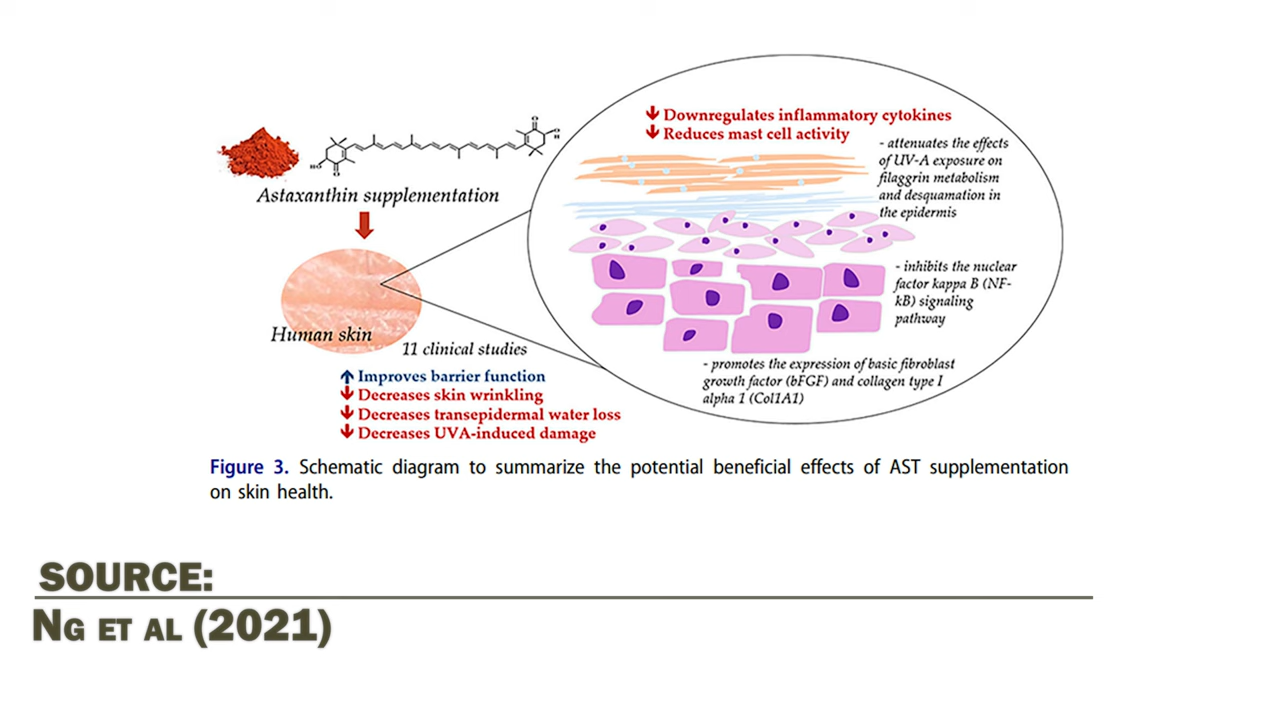 Astaxanthin supplementation
HO
O
O
O
H
Human skin
11 clinical studies
↑ Improves barrier function
↓ Decreases skin wrinkling
↓ Decreases transepidermal water loss
↓ Decreases UVA-induced damage
↓ Downregulates inflammatory cytokines
↓ Reduces mast cell activity
- attenuates the effects
of UV-A exposure on
filaggrin metabolism
and desquamation in
the epidermis
- inhibits the nuclear
factor kappa B (NF-
kB) signaling
pathway
- promotes the expression of basic fibroblast
growth factor (bFGF) and collagen type I
alpha 1 (Col1A1)
Figure 3. Schematic diagram to summarize the potential beneficial effects of AST supplementation
on skin health.
SOURCE:
NG ET AL (2021)